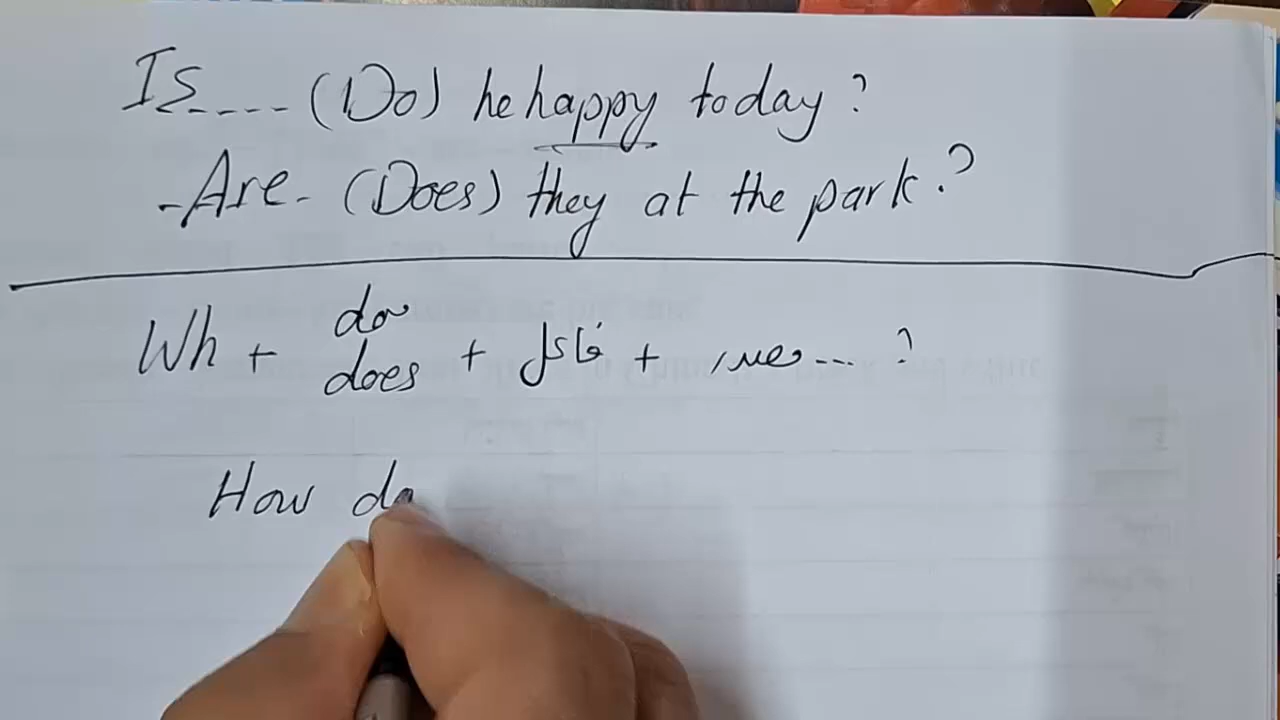 Is.---- (Do) he happy today?
-Are- (Does) they at the park.?
Wh + do does + فاعل + مصدر.... ?
How do